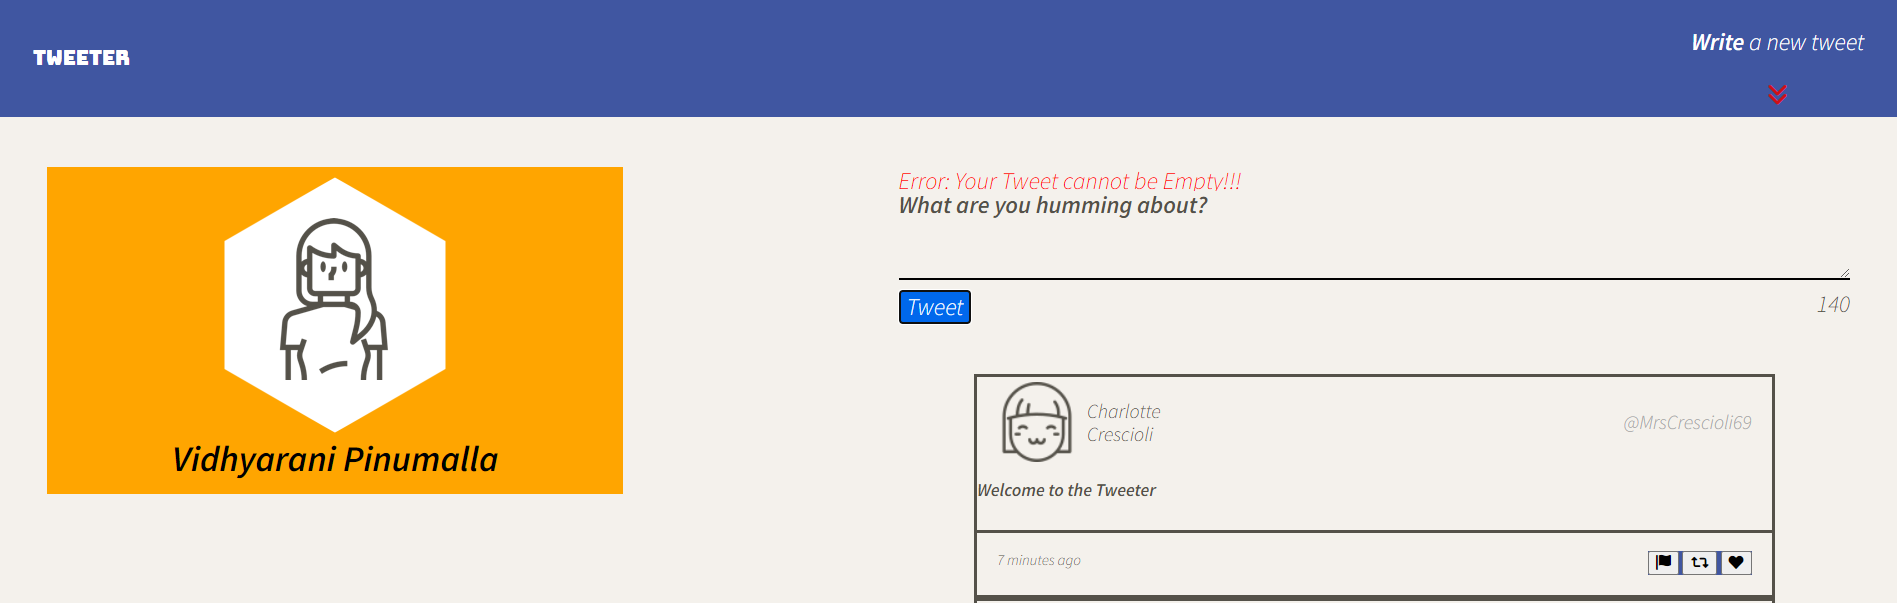 TWEETER
Write a new tweet
Vidhyarani Pinumalla
Error: Your Tweet cannot be Empty!!!
What are you humming about?
Tweet
140
Charlotte
Crescioli
@MrsCrescioli69
Welcome to the Tweeter
7 minutes ago